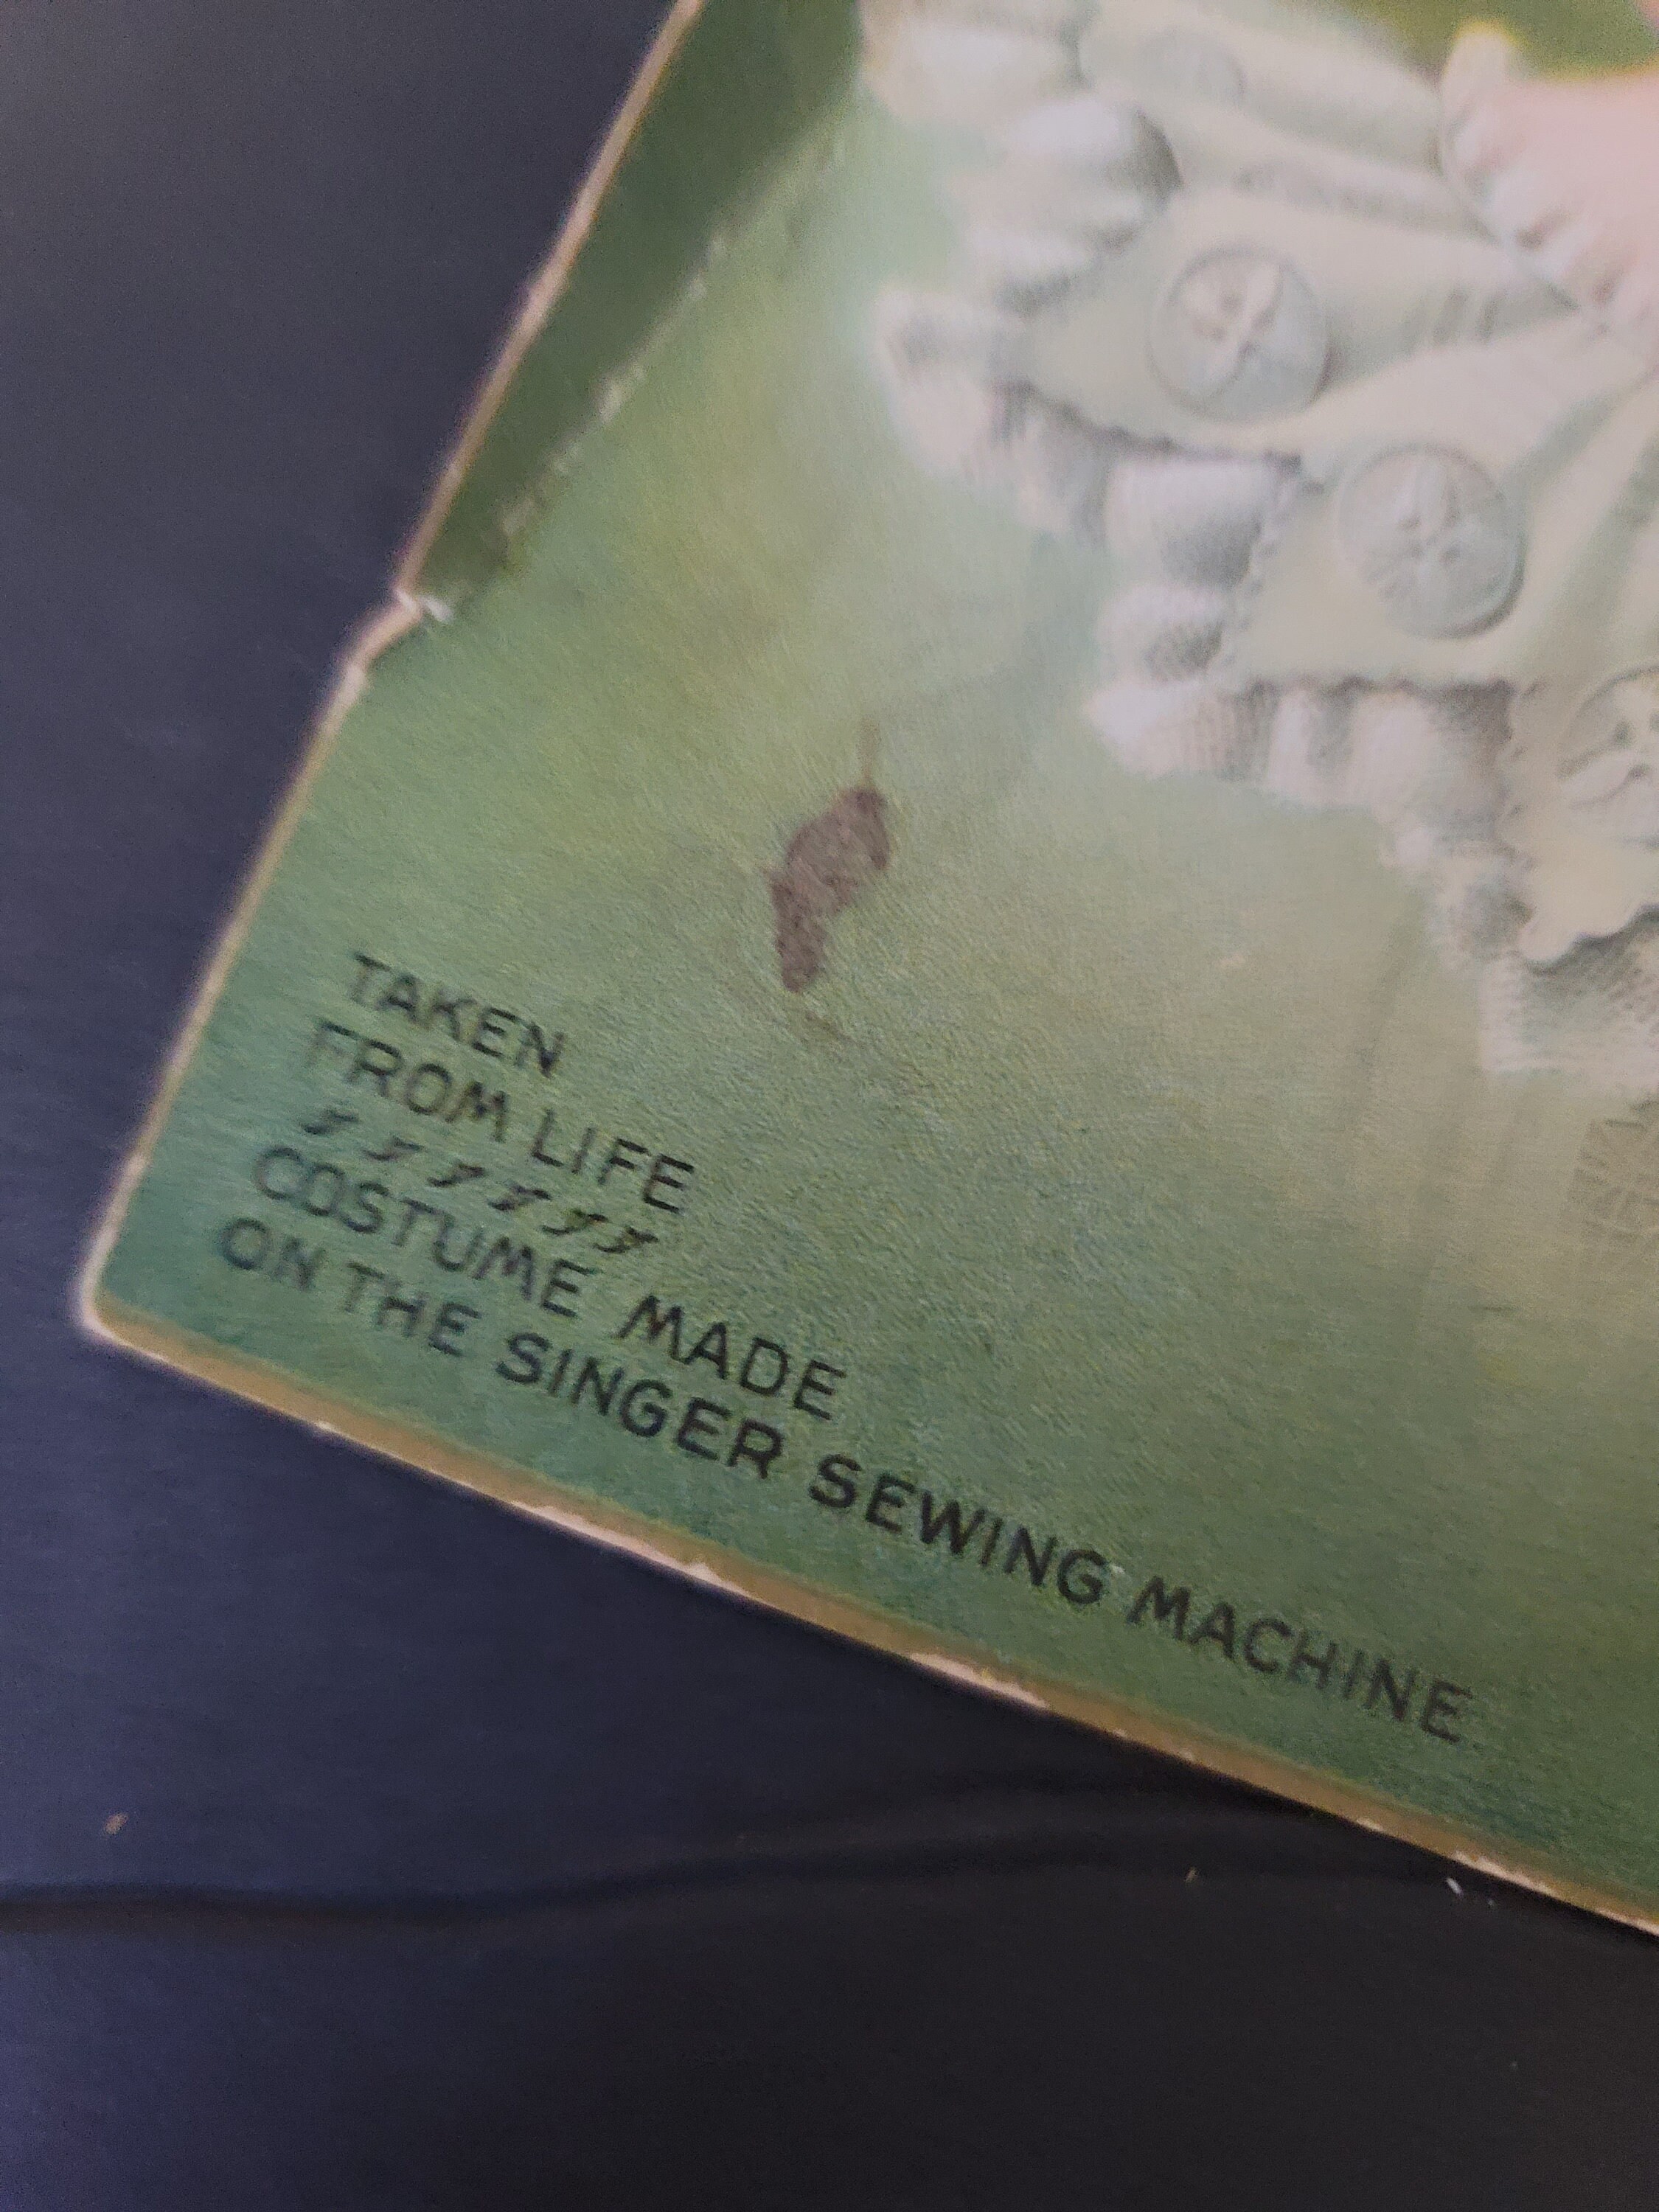 TAKEN
FROM LIFE
COSTUME MADE
ON THE SINGER SEWING MACHINE